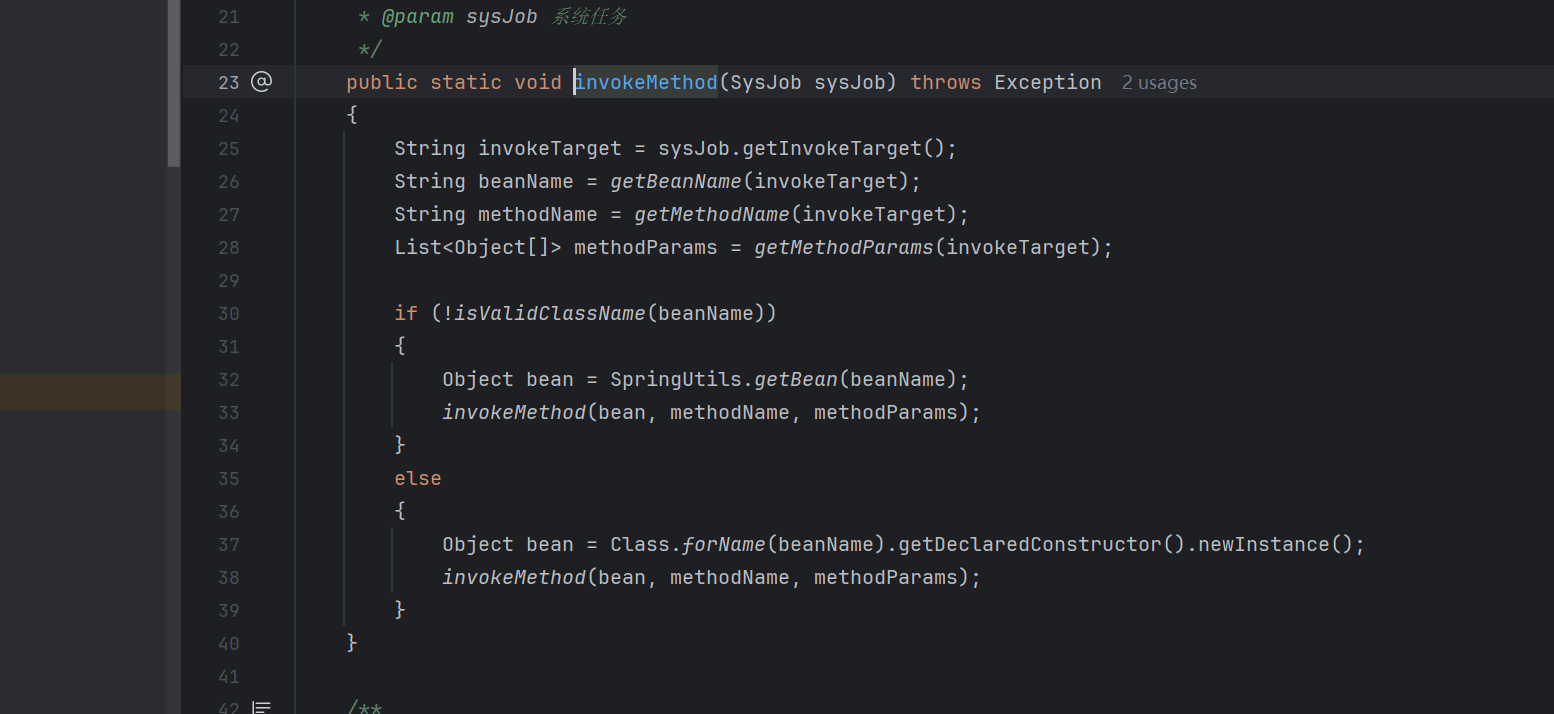 21 * @param sysJob 系统任务
22 */
23 @ public static void invokeMethod(SysJob sysJob) throws Exception 2 usages
24 {
25 String invokeTarget = sysJob.getInvokeTarget();
26 String beanName = getBeanName(invokeTarget);
27 String methodName = getMethodName(invokeTarget);
28 List<Object[]> methodParams = getMethodParams(invokeTarget);
29
30 if (!isValidClassName(beanName))
31 {
32 Object bean = SpringUtils.getBean(beanName);
33 invokeMethod(bean, methodName, methodParams);
34 }
35 else
36 {
37 Object bean = Class.forName(beanName).getDeclaredConstructor().newInstance();
38 invokeMethod(bean, methodName, methodParams);
39 }
40 }
41
42 /**